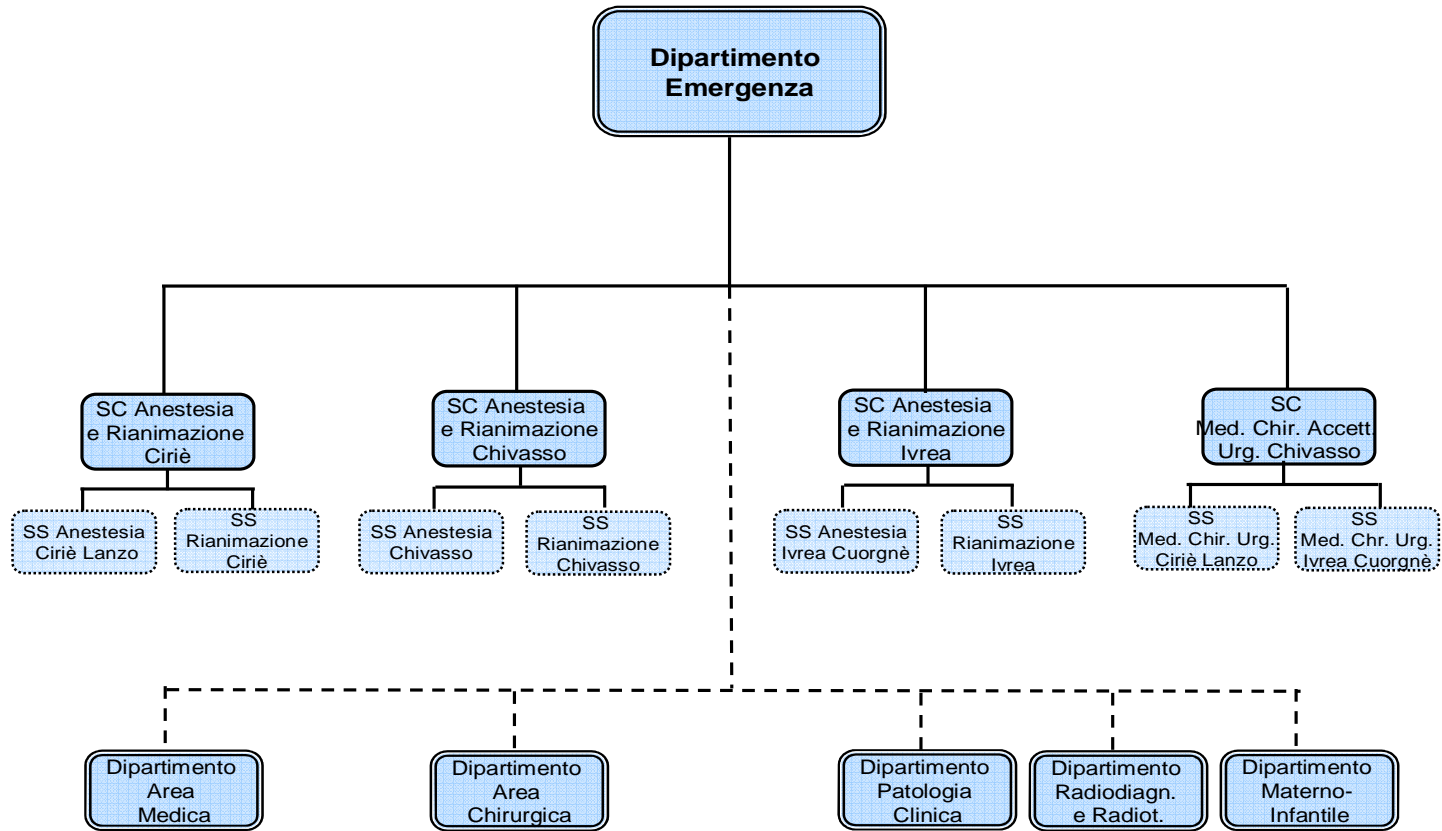 Dipartimento
Emergenza
SC Anestesia
e Rianimazione
Ciriè
SC Anestesia
e Rianimazione
Chivasso
SC Anestesia
e Rianimazione
Ivrea
SC
Med. Chir. Accett.
Urg. Chivasso
SS Anestesia
Ciriè Lanzo
SS
Rianimazione
Ciriè
SS Anestesia
Chivasso
SS
Rianimazione
Chivasso
SS Anestesia
Ivrea Cuorgnè
SS
Rianimazione
Ivrea
SS
Med. Chir. Urg.
Ciriè Lanzo
SS
Med. Chr. Urg.
Ivrea Cuorgnè
Dipartimento
Area
Medica
Dipartimento
Area
Chirurgica
Dipartimento
Patologia
Clinica
Dipartimento
Radiodiagn.
e Radiot.
Dipartimento
Materno-
Infantile